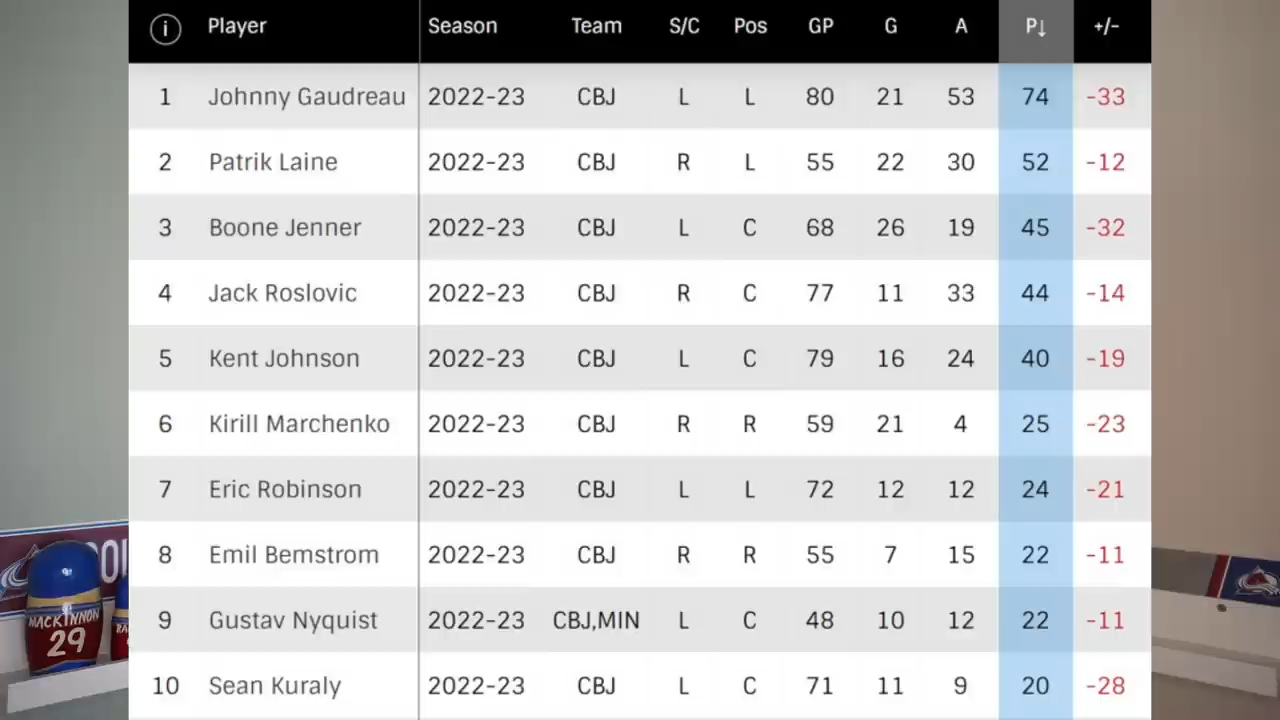 i Player Season Team S/C Pos GP G A P↓ +/-
1 Johnny Gaudreau 2022-23 CBJ L L 80 21 53 74 -33
2 Patrik Laine 2022-23 CBJ R L 55 22 30 52 -12
3 Boone Jenner 2022-23 CBJ L C 68 26 19 45 -32
4 Jack Roslovic 2022-23 CBJ R C 77 11 33 44 -14
5 Kent Johnson 2022-23 CBJ L C 79 16 24 40 -19
6 Kirill Marchenko 2022-23 CBJ R R 59 21 4 25 -23
7 Eric Robinson 2022-23 CBJ L L 72 12 12 24 -21
8 Emil Bemstrom 2022-23 CBJ R R 55 7 15 22 -11
9 Gustav Nyquist 2022-23 CBJ,MIN L C 48 10 12 22 -11
10 Sean Kuraly 2022-23 CBJ L C 71 11 9 20 -28
MACKINNON
29